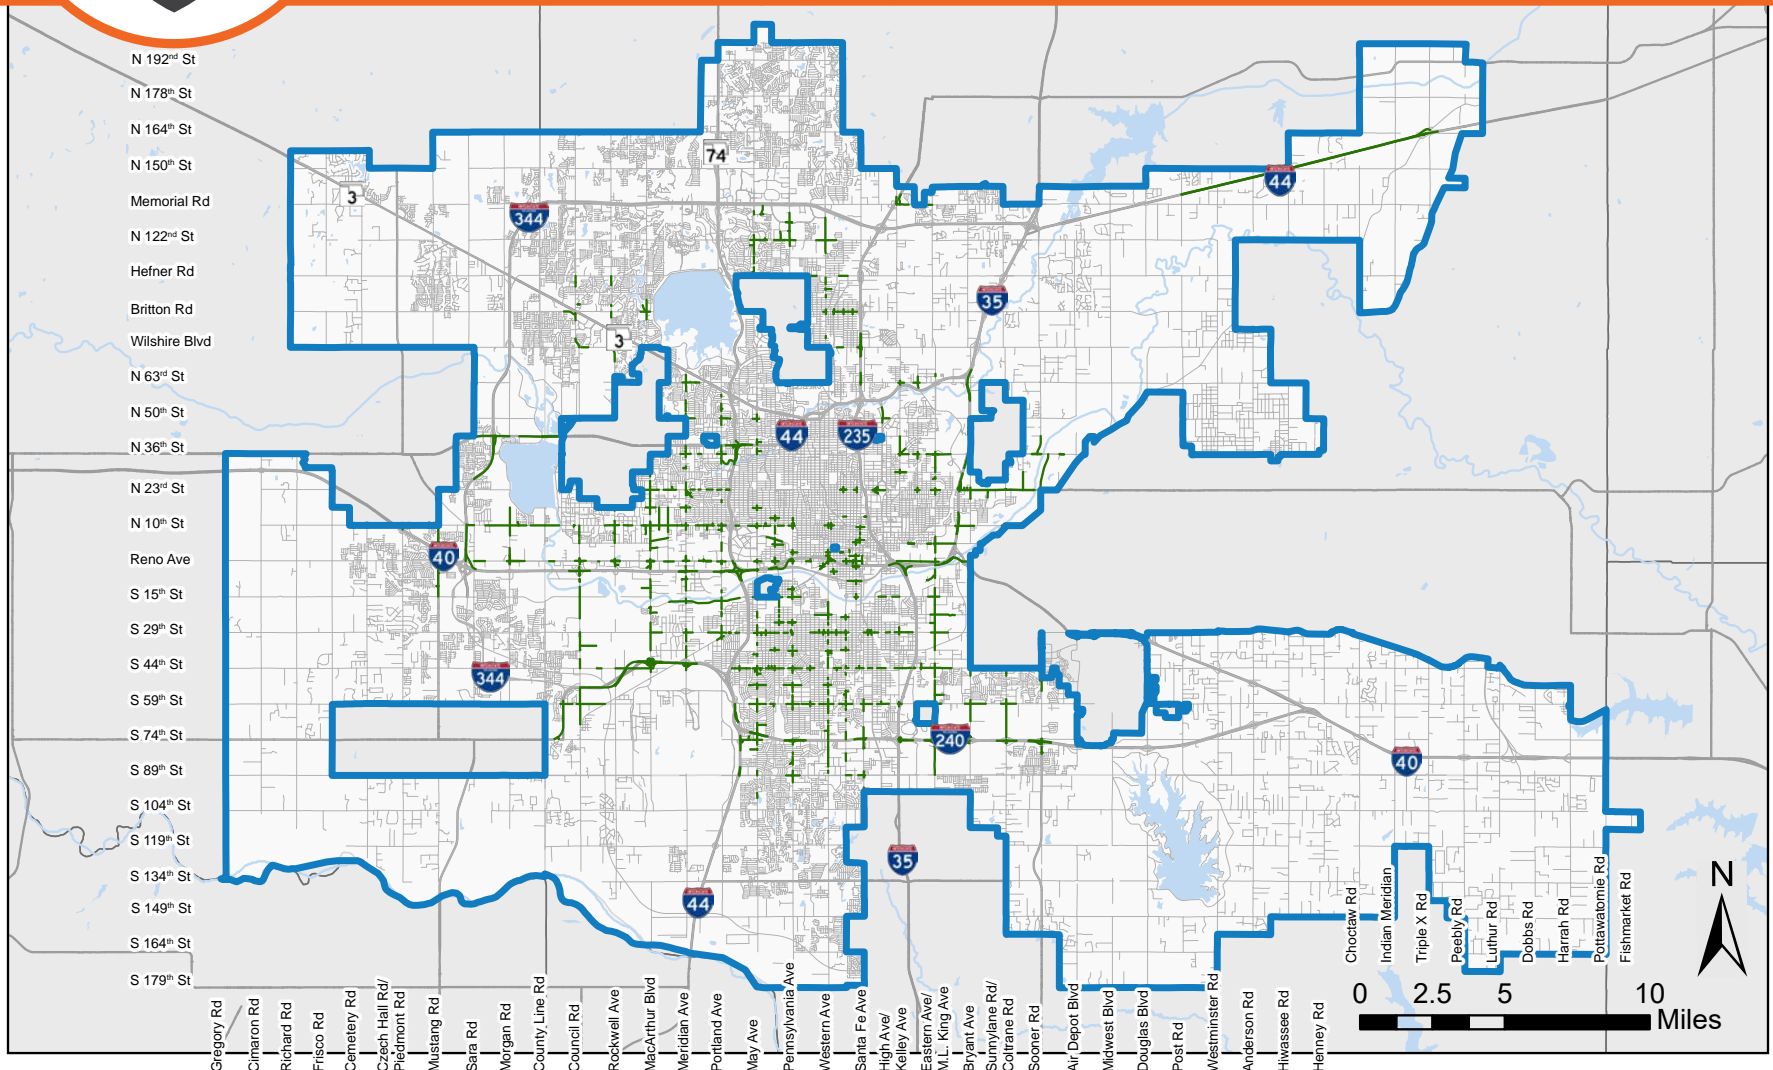 N 192nd St
N 178th St
N 164th St
N 150th St
Memorial Rd
N 122nd St
Hefner Rd
Britton Rd
Wilshire Blvd
N 63rd St
N 50th St
N 36th St
N 23rd St
N 10th St
Reno Ave
S 15th St
S 29th St
S 44th St
S 59th St
S 74th St
S 89th St
S 104th St
S 119th St
S 134th St
S 149th St
S 164th St
S 179th St
74
3
344
44
35
3
44
235
40
344
240
40
35
44
Gregory Rd
Cimarron Rd
Richard Rd
Frisco Rd
Cemetery Rd
Czech Hall Rd/
Piedmont Rd
Mustang Rd
Sara Rd
Morgan Rd
County Line Rd
Council Rd
Rockwell Ave
MacArthur Blvd
Meridian Ave
Portland Ave
May Ave
Pennsylvania Ave
Western Ave
Santa Fe Ave
High Ave/
Kelley Ave
Eastern Ave/
M.L. King Ave
Bryant Ave
Sunnylane Rd/
Coltrane Rd
Sooner Rd
Air Depot Blvd
Midwest Blvd
Douglas Blvd
Post Rd
Westminster Rd
Anderson Rd
Hiwassee Rd
Henney Rd
Choctaw Rd
Indian Meridian
Triple X Rd
Peebly Rd
Luthur Rd
Dobbs Rd
Harrah Rd
Pottawatomie Rd
Fishmarket Rd
N
0 2.5 5 10
Miles